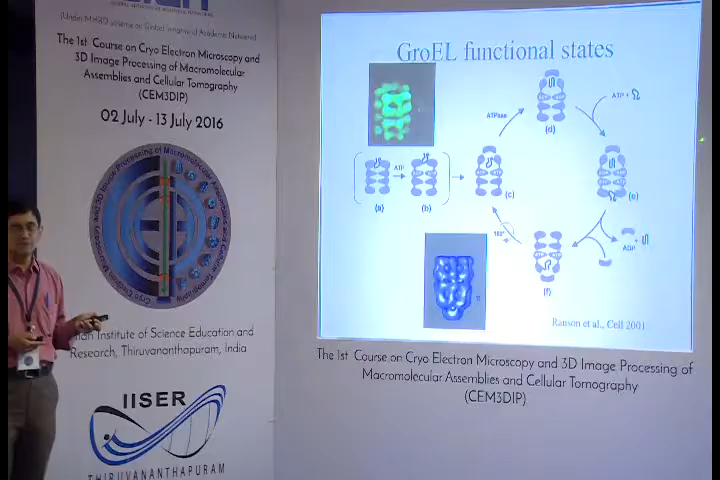 (Under MHRD scheme on Global Initiative of Academic Networks)
The 1st Course on Cryo Electron Microscopy and
3D Image Processing of Macromolecular
Assemblies and Cellular Tomography
(CEM3DIP)
02 July - 13 July 2016
Institute of Science Education and
Research, Thiruvananthapuram, India
IISER
THIRUVANANTHAPURAM
GroEL functional states
ATP
(a)
(b)
(c)
ATPase
(d)
ATP +
(e)
ADP +
180°
(f)
Ranson et al., Cell 2001
The 1st Course on Cryo Electron Microscopy and 3D Image Processing of
Macromolecular Assemblies and Cellular Tomography
(CEM3DIP)